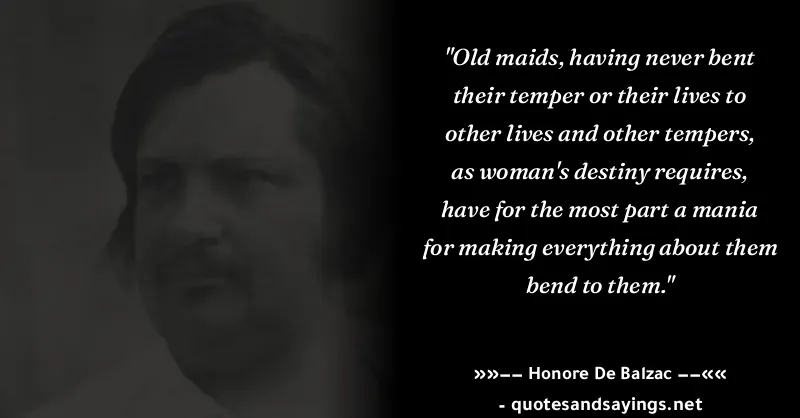 "Old maids, having never bent
their temper or their lives to
other lives and other tempers,
as woman's destiny requires,
have for the most part a mania
for making everything about them
bend to them."
»»–– Honore De Balzac ––««
- quotesandsayings.net